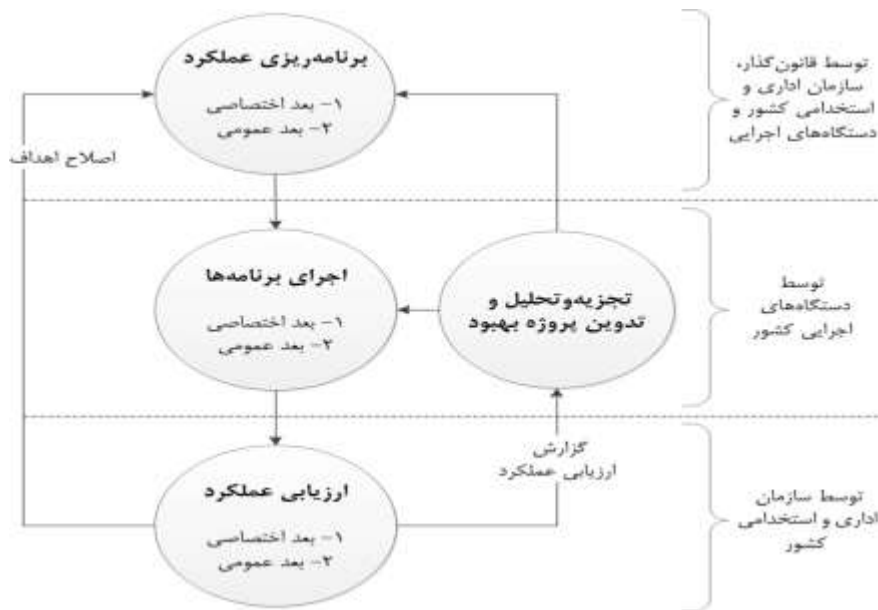 برنامه‌ریزی عملکرد
۱- بعد اختصاصی
۲- بعد عمومی
توسط قانون‌گذار،
سازمان اداری و
استخدامی کشور و
دستگاه‌های اجرایی
اصلاح اهداف
اجرای برنامه‌ها
۱- بعد اختصاصی
۲- بعد عمومی
تجزیه‌وتحلیل و
تدوین پروژه بهبود
توسط
دستگاه‌های
اجرایی کشور
گزارش
ارزیابی عملکرد
ارزیابی عملکرد
۱- بعد اختصاصی
۲- بعد عمومی
توسط سازمان
اداری و استخدامی
کشور